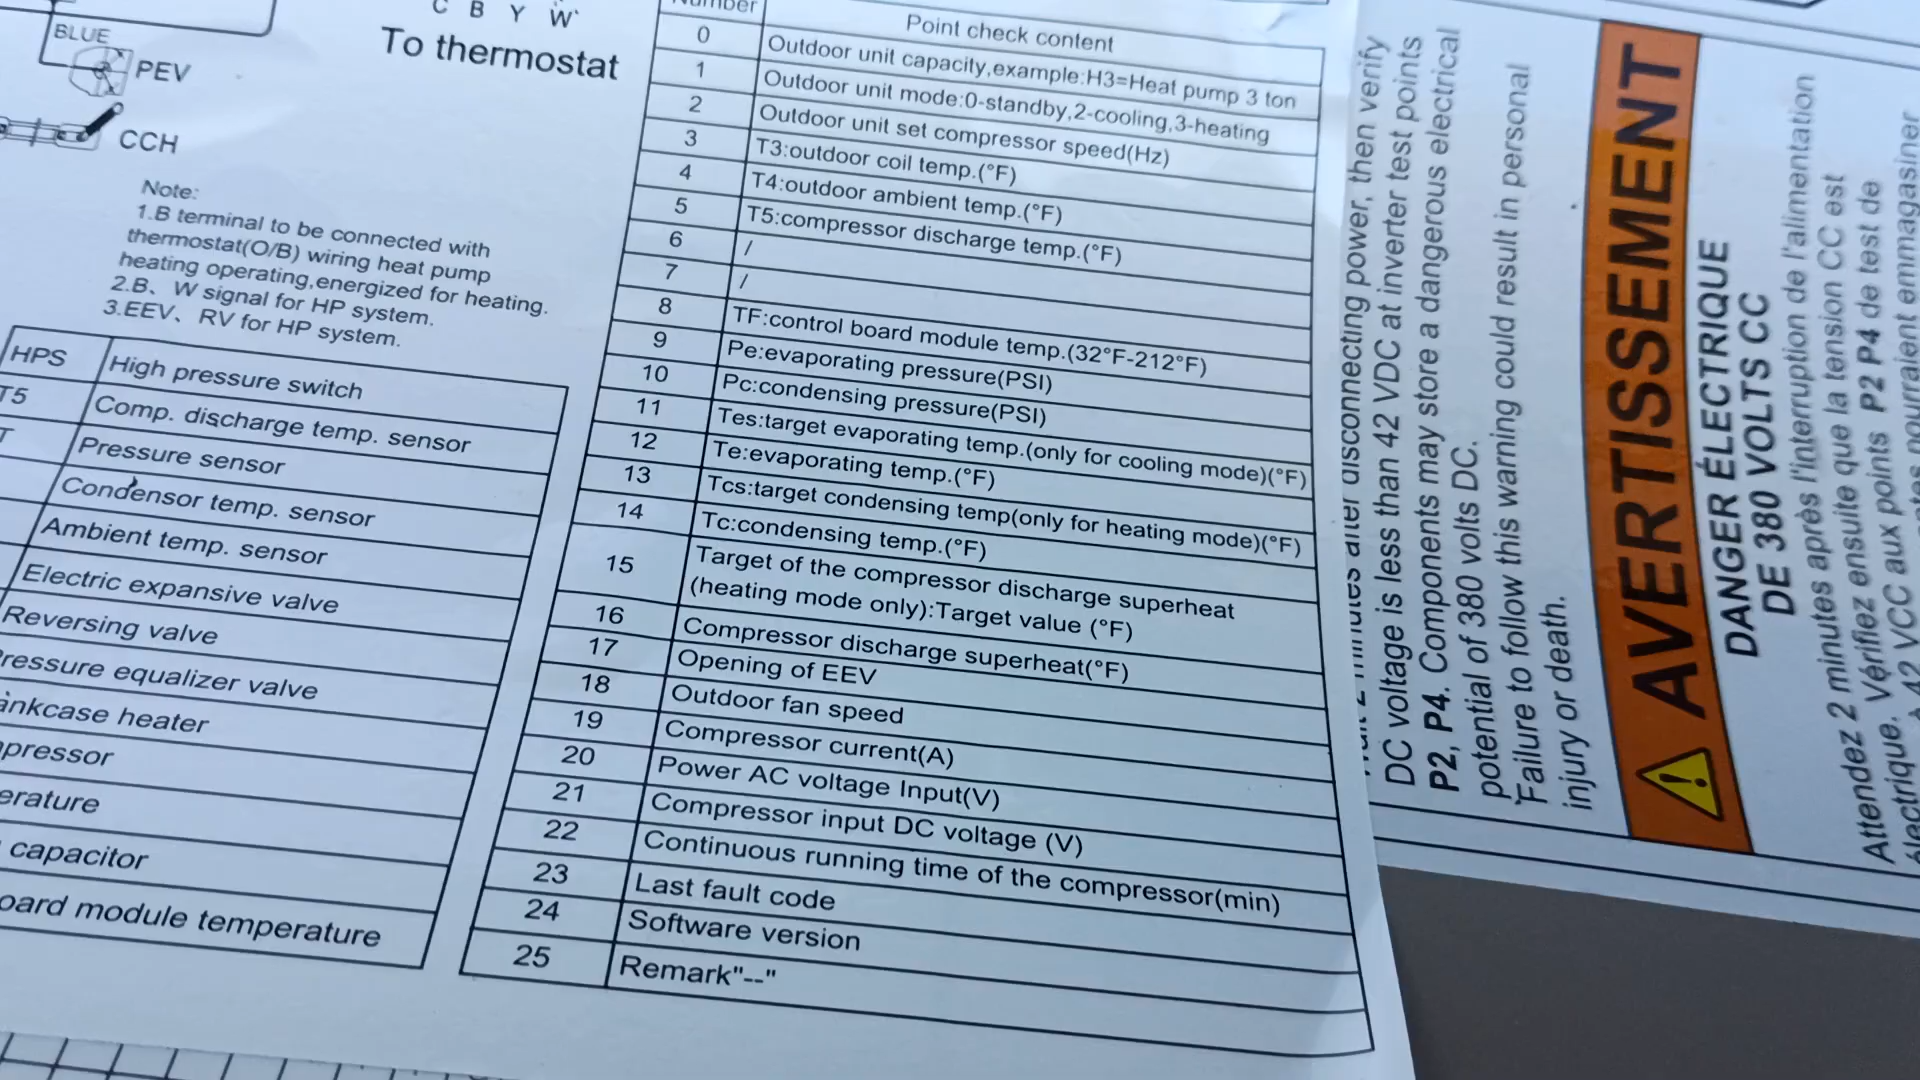 C B Y W
To thermostat
BLUE
PEV
CCH
Note:
1.B terminal to be connected with
thermostat(O/B) wiring heat pump
heating operating,energized for heating.
2.B、 W signal for HP system.
3.EEV、 RV for HP system.
HPS High pressure switch
T5 Comp. discharge temp. sensor
Pressure sensor
Condensor temp. sensor
Ambient temp. sensor
Electric expansive valve
Reversing valve
Pressure equalizer valve
heater
capacitor
module temperature
Number Point check content
0 Outdoor unit capacity,example:H3=Heat pump 3 ton
1 Outdoor unit mode:0-standby,2-cooling,3-heating
2 Outdoor unit set compressor speed(Hz)
3 T3:outdoor coil temp.(°F)
4 T4:outdoor ambient temp.(°F)
5 T5:compressor discharge temp.(°F)
6 /
7 /
8 TF:control board module temp.(32°F-212°F)
9 Pe:evaporating pressure(PSI)
10 Pc:condensing pressure(PSI)
11 Tes:target evaporating temp.(only for cooling mode)(°F)
12 Te:evaporating temp.(°F)
13 Tcs:target condensing temp(only for heating mode)(°F)
14 Tc:condensing temp.(°F)
15 Target of the compressor discharge superheat
(heating mode only):Target value (°F)
16 Compressor discharge superheat(°F)
17 Opening of EEV
18 Outdoor fan speed
19 Compressor current(A)
20 Power AC voltage Input(V)
21 Compressor input DC voltage (V)
22 Continuous running time of the compressor(min)
23 Last fault code
24 Software version
25 Remark"--"
2 minutes after disconnecting power, then verify
DC voltage is less than 42 VDC at inverter test points
P2, P4. Components may store a dangerous electrical
potential of 380 volts DC.
Failure to follow this warning could result in personal
injury or death.
AVERTISSEMENT
DANGER ÉLECTRIQUE
DE 380 VOLTS CC
Attendez 2 minutes après l'interruption de l'alimentation
électrique. Vérifiez ensuite que la tension CC est
à 42 VCC aux points P2 P4 de test de
pourraient emmagasiner